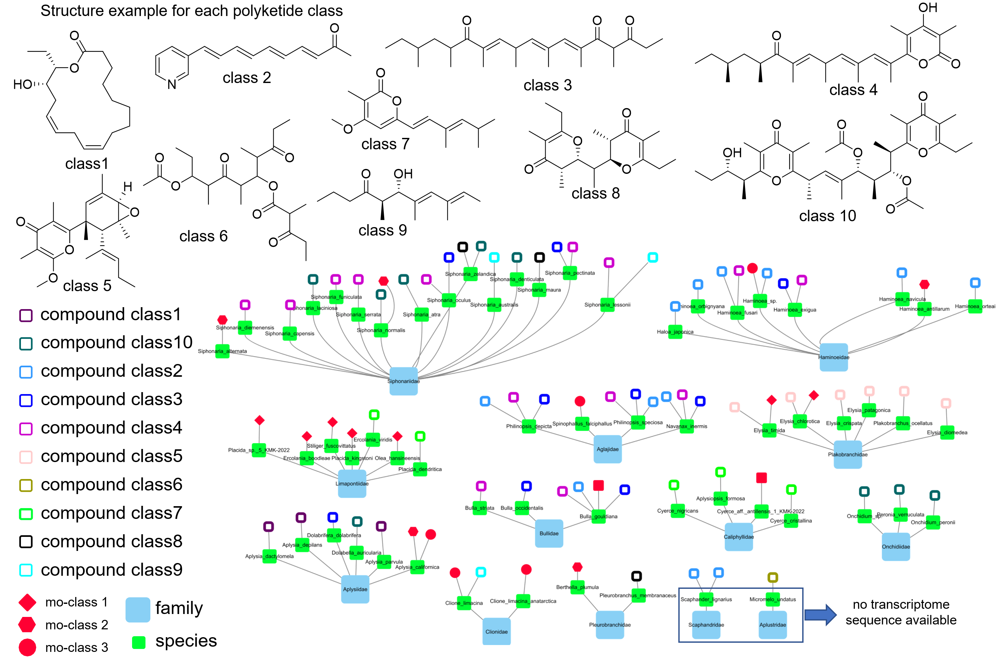 Structure example for each polyketide class
O
O
HO
class1
N
O
class 2
O
O
O
class 3
OH
O
O
O
class 4
O
O
O
class 7
O
O
O
O
class 6
O
O
O
O
OH
class 9
O
O
O
O
class 8
OH
O
O
O
O
O
O
O
O
class 10
H
O
O
O
O
class 5
compound class1
compound class10
compound class2
compound class3
compound class4
compound class5
compound class6
compound class7
compound class8
compound class9
mo-class 1
mo-class 2
mo-class 3
family
species
Siphonaria_alternata
Siphonaria_diemenensis
Siphonaria_capensis
phonaria_laciniosa
Siphonaria_funiculata
Siphonaria_serrata
Siphonaria_normalis
Siphonaria_atra
Siphonaria_oculus
Siphonaria_zelandica
Siphonaria_australis
Siphonaria_denticulata
Siphonaria_maura
Siphonaria_pectinata
Siphonaria_lessonii
Siphonariidae
Haloa_japonica
ninoea_orbignyana
Haminoea_fusari
Haminoea_sp.
Haminoea_exigua
Haminoea_navicula
Haminoea_antillarum
Haminoea_orteai
Haminoeidae
Placida_sp._5_KMK-2022
Ercolania_boodleae
Stiliger_fuscovittatus
Placida_kingstoni
Ercolania_viridis
Olea_hansineensis
Placida_dendritica
Limapontiidae
Philinopsis_depicta
Spinophallus_falciphallus
Philinopsis_speciosa
Navanax_inermis
Aglajidae
Elysia_timida
Elysia_chlorotica
Elysia_crispata
Elysia_patagonica
Plakobranchus_ocellatus
Elysia_diomedea
Plakobranchidae
Aplysia_dactylomela
Aplysia_depilans
Dolabrifera_dolabrifera
Dolabella_auricularia
Aplysia_parvula
Aplysia_californica
Aplysiidae
Bulla_striata
Bulla_occidentalis
Bulla_gouldiana
Bullidae
Cyerce_nigricans
Aplysiopsis_formosa
Cyerce_aff._antillensis_1_KMK-2022
Cyerce_cristallina
Caliphyllidae
Onchidium_sp.
Peronia_verruculata
Onchidium_peronii
Onchidiidae
Clione_limacina
Clione_limacina_anatarctica
Clionidae
Berthella_plumula
Pleurobranchus_membranaceus
Pleurobranchidae
Scaphander_lignarius
Scaphandridae
Micromelo_undatus
Aplustridae
no transcriptome
sequence available